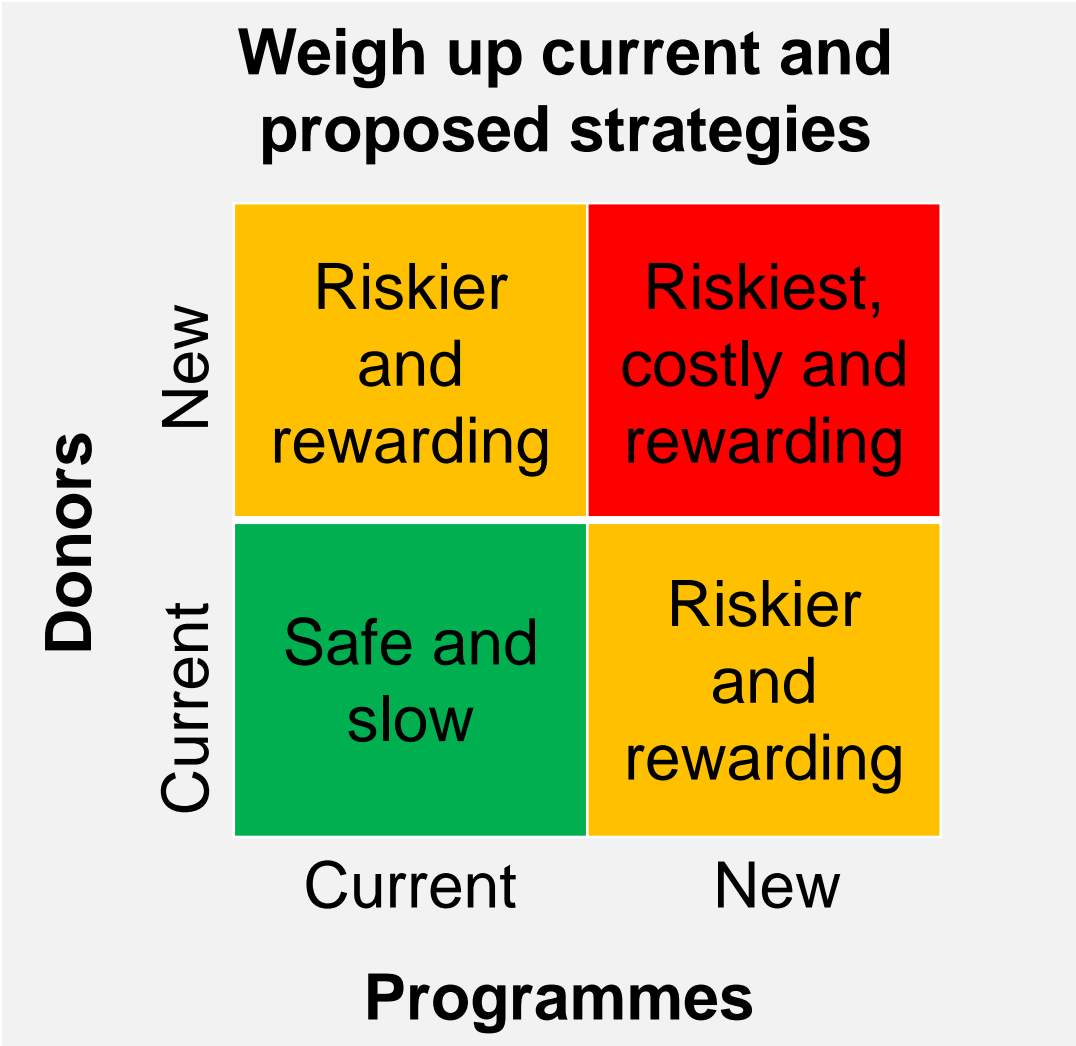 Weigh up current and
proposed strategies
Donors
New
Riskier
and
rewarding
Riskiest,
costly and
rewarding
Current
Safe and
slow
Riskier
and
rewarding
Current
New
Programmes